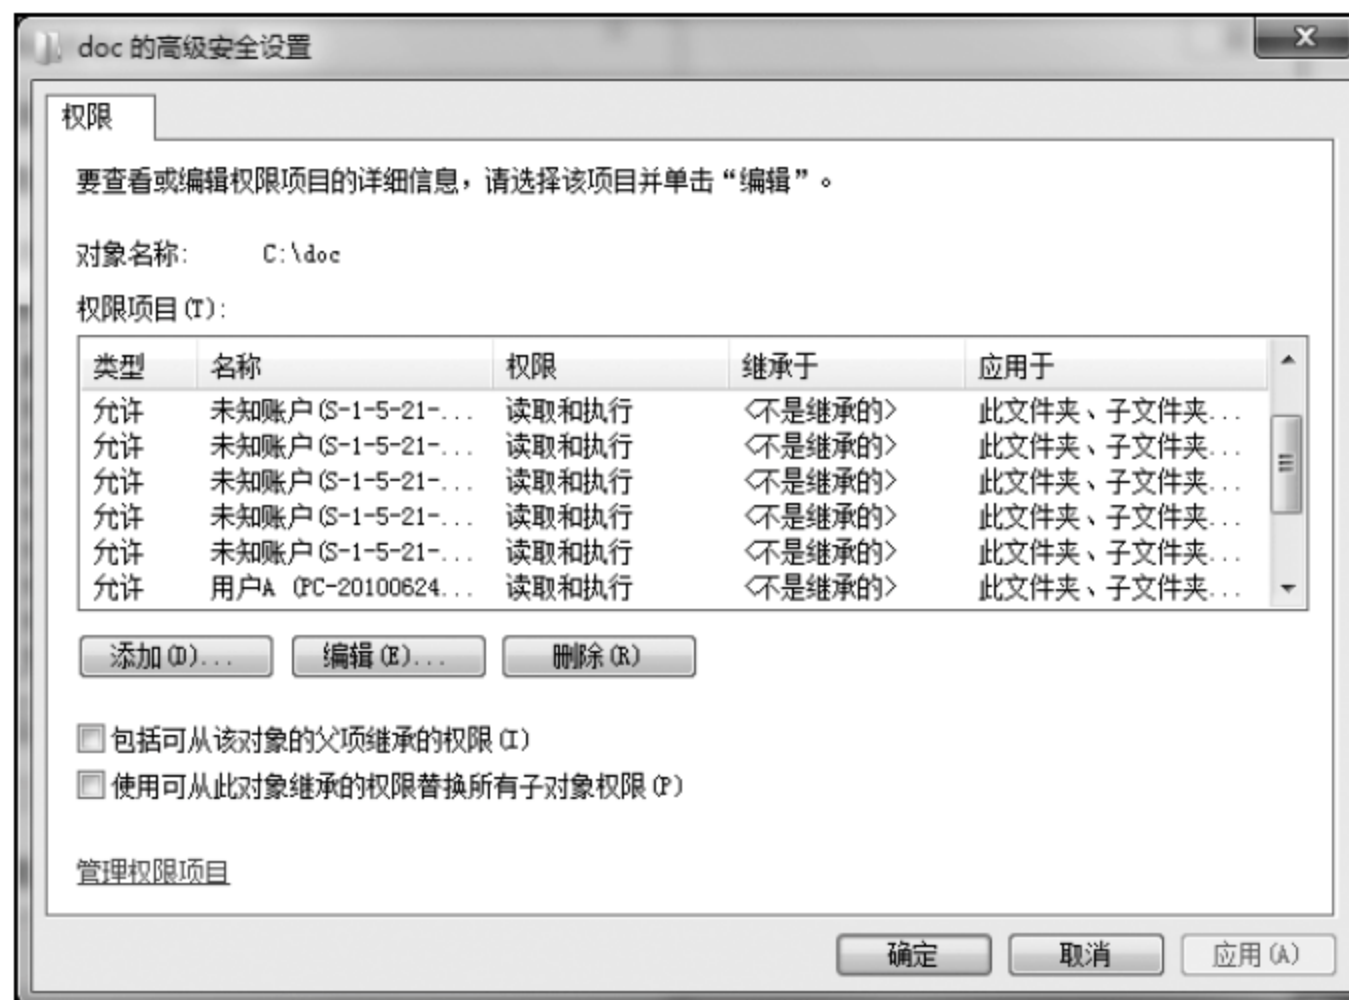 doc 的高级安全设置
权限
要查看或编辑权限项目的详细信息，请选择该项目并单击“编辑”。
对象名称: C:\doc
权限项目(T):
类型 名称 权限 继承于 应用于
允许 未知账户(S-1-5-21-... 读取和执行 <不是继承的> 此文件夹、子文件夹...
允许 未知账户(S-1-5-21-... 读取和执行 <不是继承的> 此文件夹、子文件夹...
允许 未知账户(S-1-5-21-... 读取和执行 <不是继承的> 此文件夹、子文件夹...
允许 未知账户(S-1-5-21-... 读取和执行 <不是继承的> 此文件夹、子文件夹...
允许 未知账户(S-1-5-21-... 读取和执行 <不是继承的> 此文件夹、子文件夹...
允许 用户A (PC-20100624... 读取和执行 <不是继承的> 此文件夹、子文件夹...
添加(D)... 编辑(E)... 删除(R)
包括可从该对象的父项继承的权限(I)
使用可从此对象继承的权限替换所有子对象权限(P)
管理权限项目
确定 取消 应用(A)